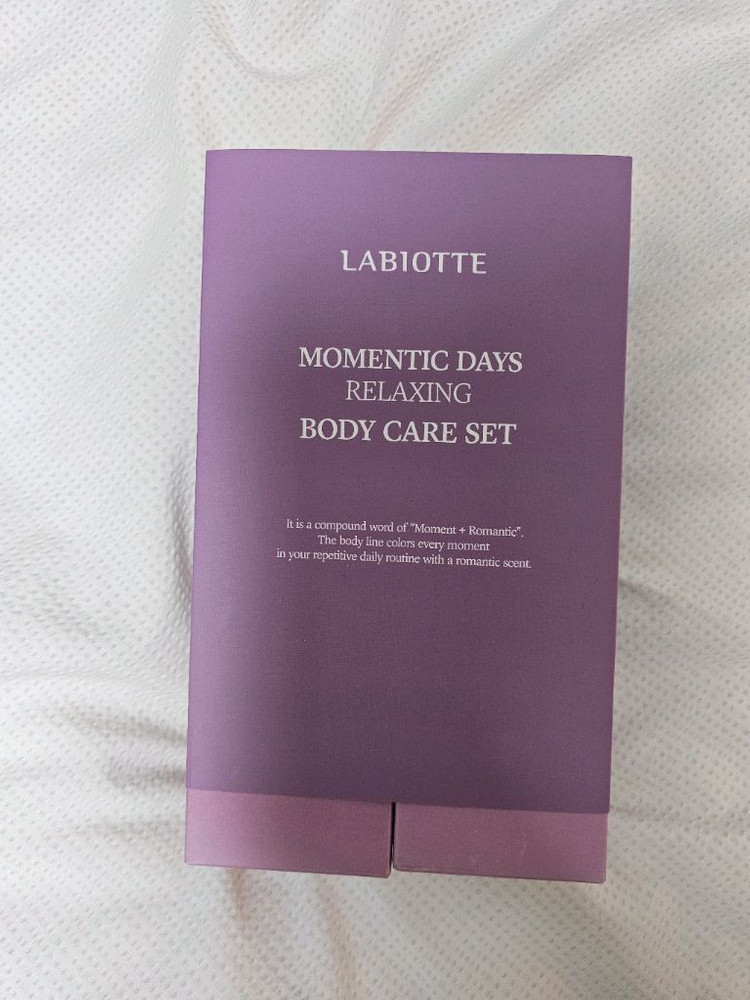 LABIOTTE
MOMENTIC DAYS
RELAXING
BODY CARE SET
It is a compound word of "Moment + Romantic".
The body line colors every moment
in your repetitive daily routine with a romantic scent.